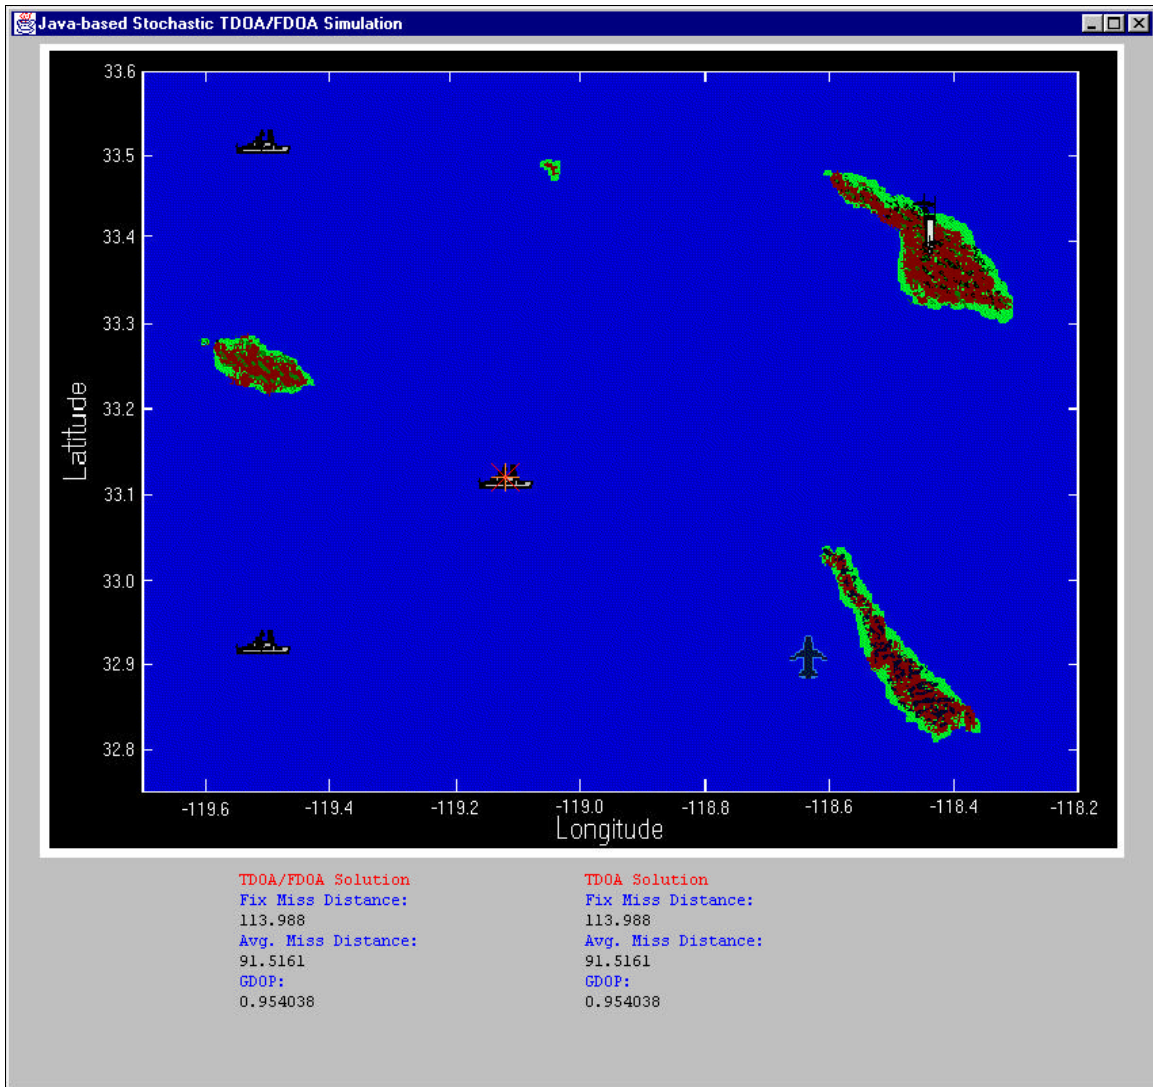 Java-based Stochastic TDOA/FDOA Simulation
33.6
33.5
33.4
33.3
33.2
33.1
33.0
32.9
32.8
Latitude
-119.6 -119.4 -119.2 -119.0 -118.8 -118.6 -118.4 -118.2
Longitude
TDOA/FDOA Solution
Fix Miss Distance:
113.988
Avg. Miss Distance:
91.5161
GDOP:
0.954038
TDOA Solution
Fix Miss Distance:
113.988
Avg. Miss Distance:
91.5161
GDOP:
0.954038